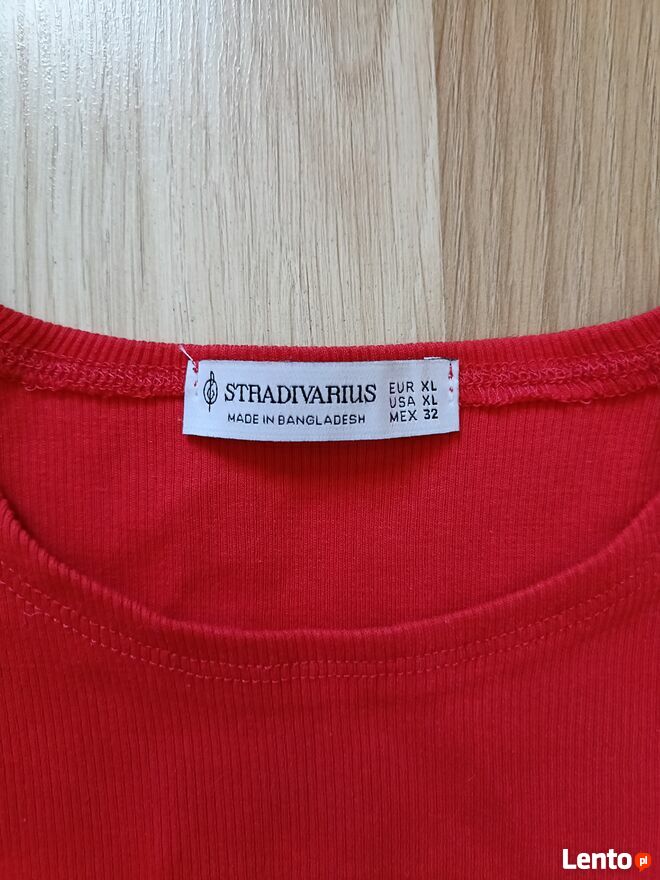 STRADIVARIUS
MADE IN BANGLADESH
EUR XL
USA XL
MEX 32
Lento pl